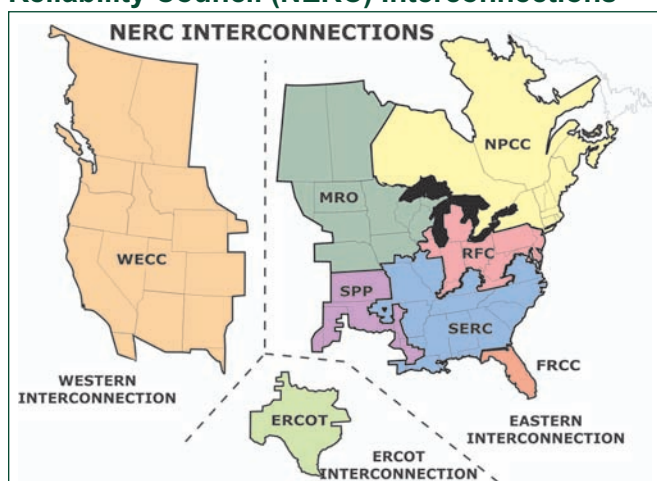 Reliability Council (NERC) Interconnections
NERC INTERCONNECTIONS
NPCC
MRO
RFC
WECC
SPP
SERC
FRCC
WESTERN
INTERCONNECTION
EASTERN
INTERCONNECTION
ERCOT
ERCOT
INTERCONNECTION